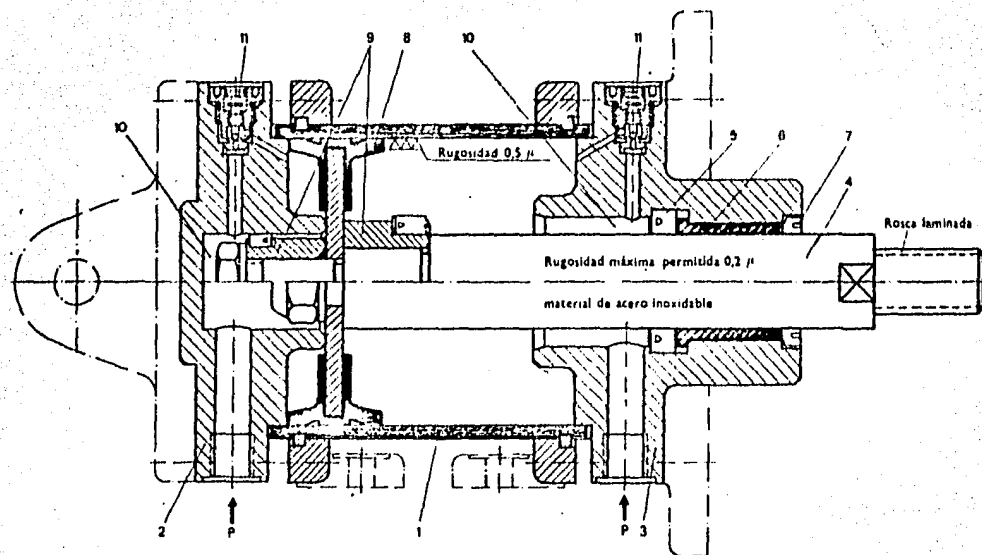 11
9
8
10
11
5
6
7
4
10
Rugosidad 0,5 μ
Rosca laminada
Rugosidad máxima permitida 0,2 μ
material de acero inoxidable
2
P
1
P
3